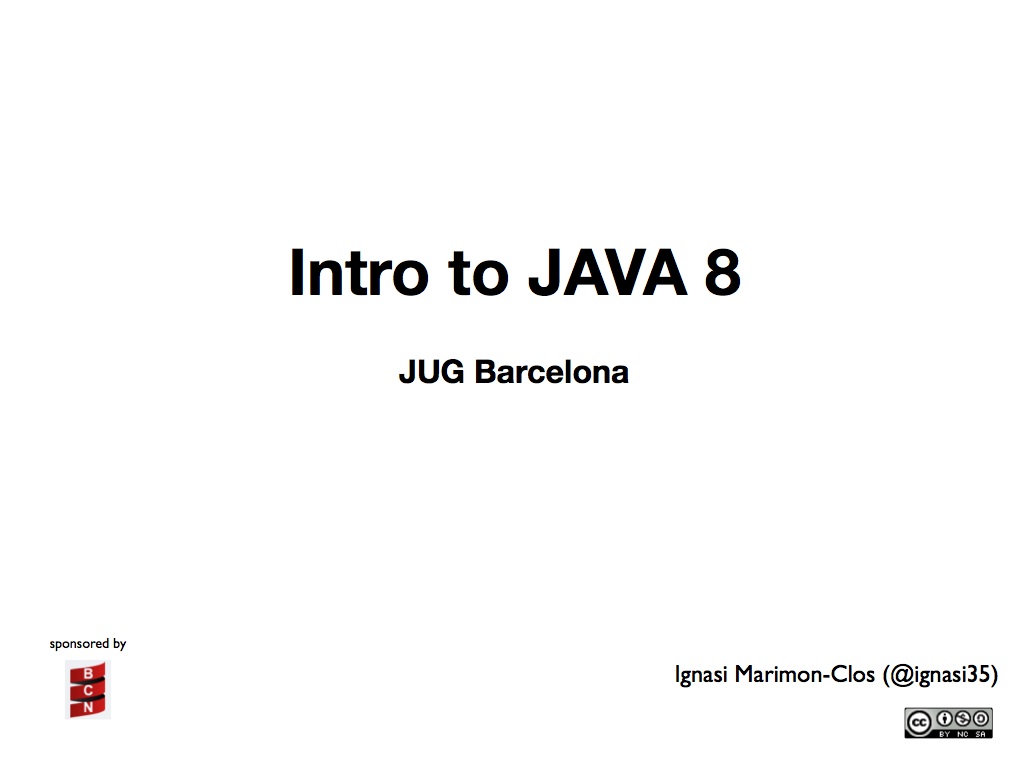 Intro to JAVA 8
JUG Barcelona
sponsored by
B
C
N
Ignasi Marimon-Clos (@ignasi35)
cc
BY NC SA